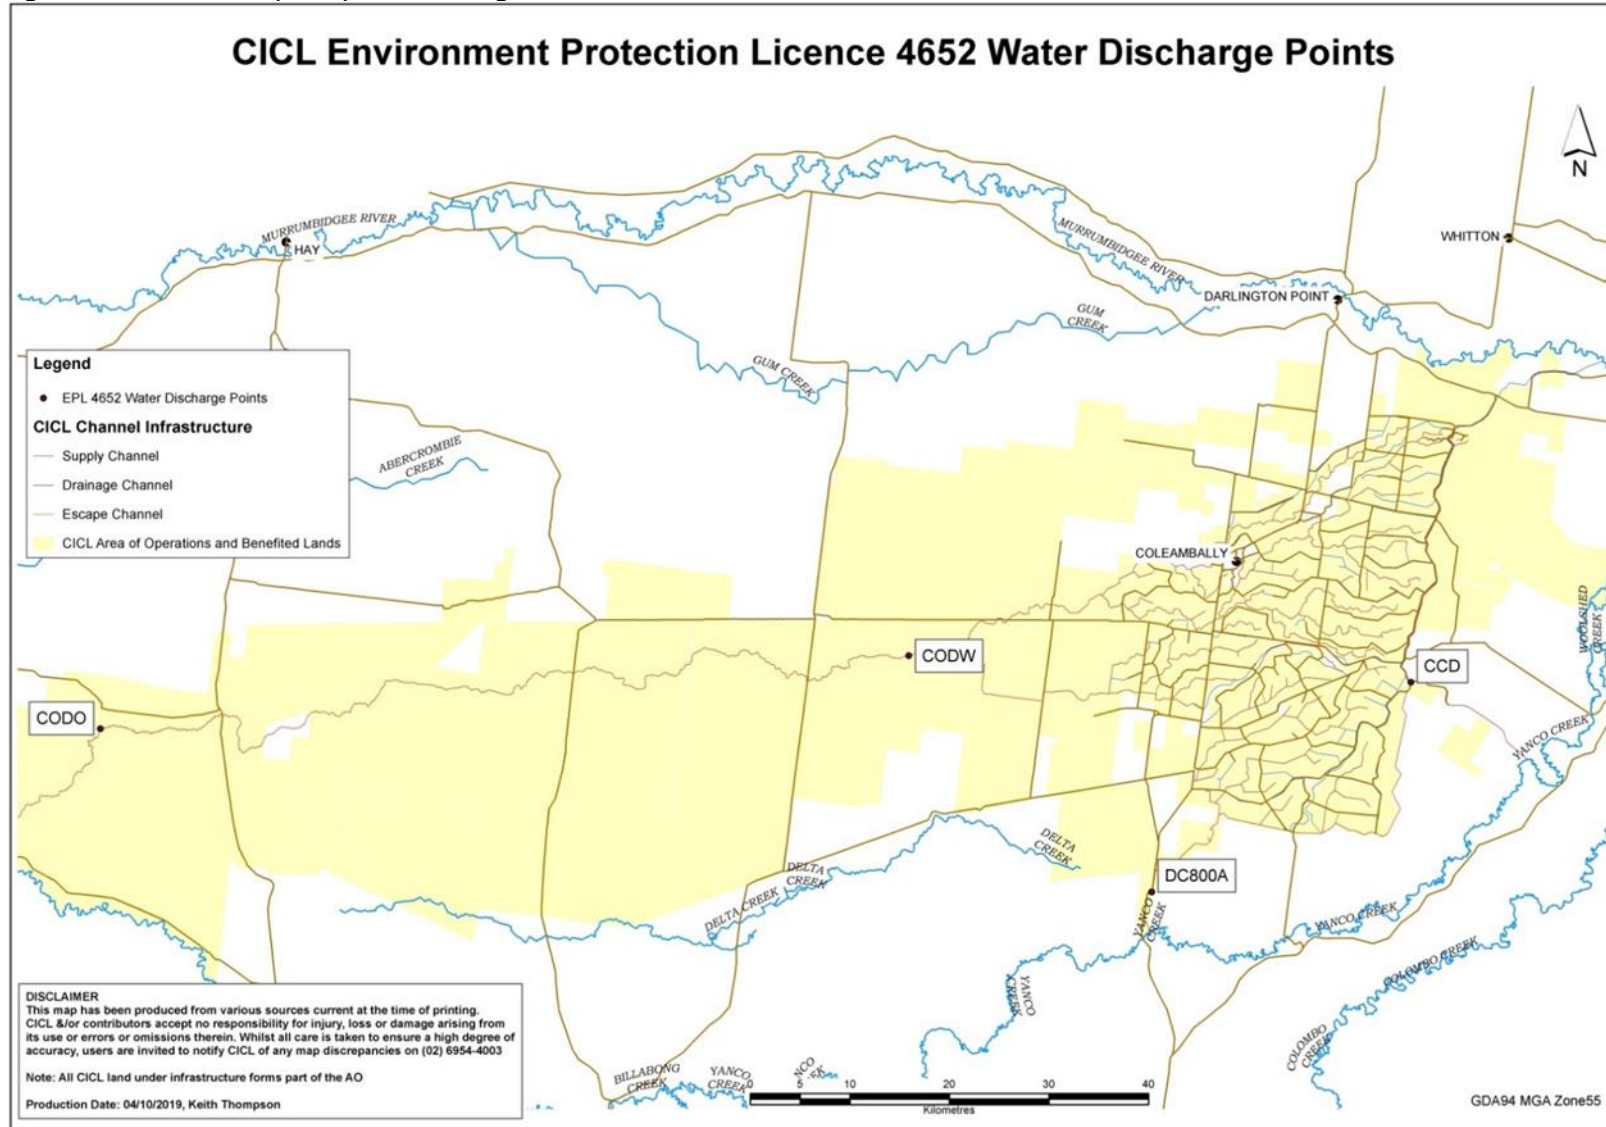 CICL Environment Protection Licence 4652 Water Discharge Points
N
MURRUMBIDGEE RIVER
HAY
MURRUMBIDGEE RIVER
WHITTON
DARLINGTON POINT
GUM
CREEK
GUM CREEK
Legend
EPL 4652 Water Discharge Points
CICL Channel Infrastructure
Supply Channel
Drainage Channel
Escape Channel
CICL Area of Operations and Benefited Lands
ABERCROMBIE
CREEK
COLEAMBALLY
WOOLSHED
CREEK
CODW
CCD
CODO
YANCO CREEK
DELTA
CREEK
DELTA
CREEK
DELTA CREEK
DC800A
YANCO
CREEK
YANCO CREEK
COLOMBO CREEK
YANCO
CREEK
COLOMBO
CREEK
DISCLAIMER
This map has been produced from various sources current at the time of printing.
CICL &/or contributors accept no responsibility for injury, loss or damage arising from
its use or errors or omissions therein. Whilst all care is taken to ensure a high degree of
accuracy, users are invited to notify CICL of any map discrepancies on (02) 6954-4003
Note: All CICL land under infrastructure forms part of the AO
Production Date: 04/10/2019, Keith Thompson
BILLABONG
CREEK
YANCO
CREEK
NCO
EK
0 5 10 20 30 40
Kilometres
GDA94 MGA Zone55